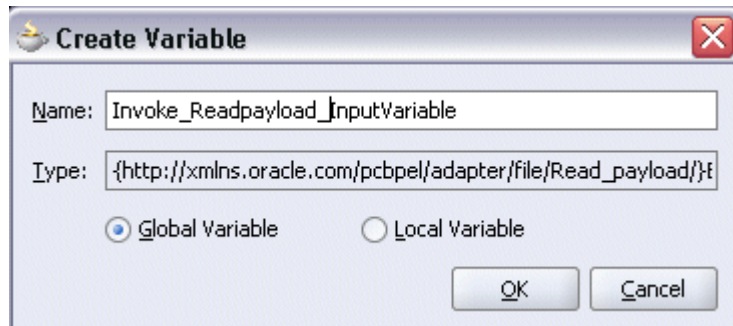 Create Variable
Name: Invoke_Readpayload_InputVariable
Type: {http://xmlns.oracle.com/pcbpel/adapter/file/Read_payload/}E
Global Variable Local Variable
OK Cancel